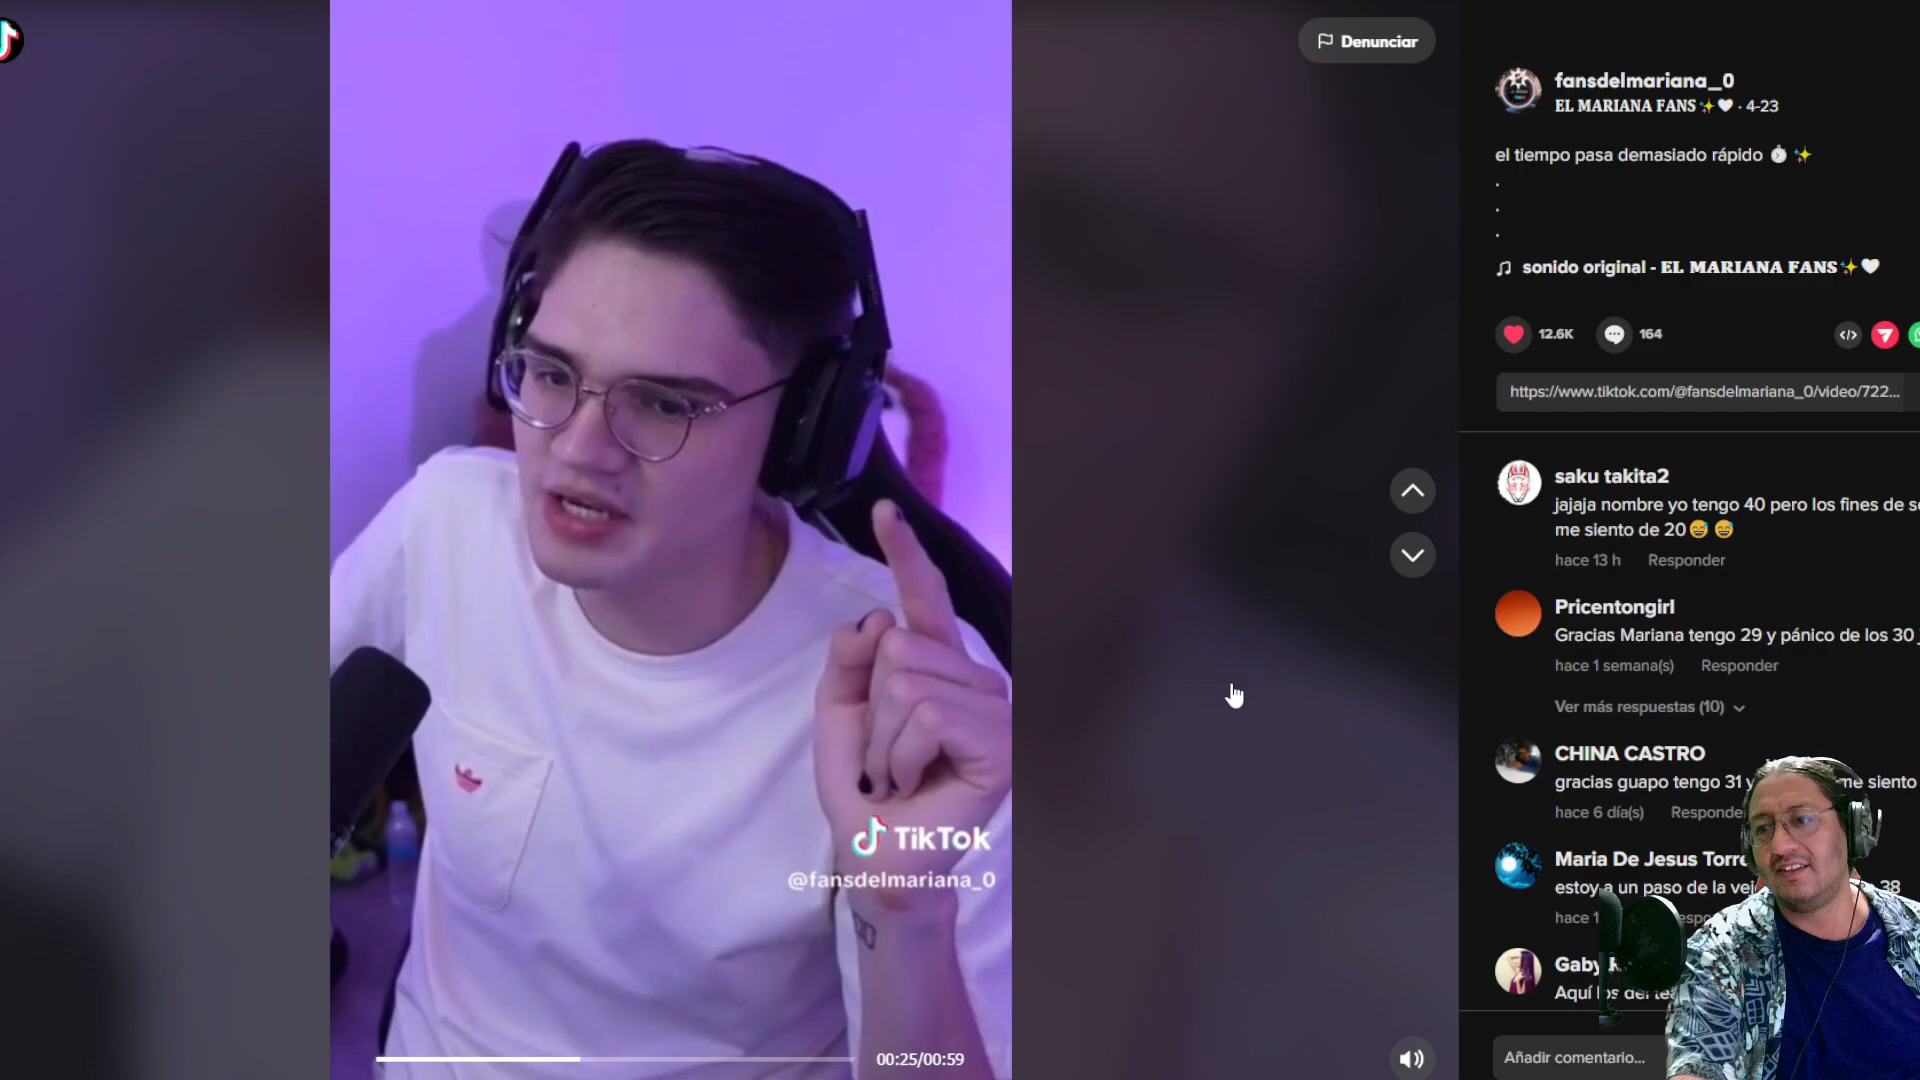 Denunciar
fansdelmariana_0
EL MARIANA FANS✨🤍 · 4-23
el tiempo pasa demasiado rápido ⏱️✨
.
.
.
♫ sonido original - EL MARIANA FANS✨🤍
12.6K
164
https://www.tiktok.com/@fansdelmariana_0/video/722...
saku takita2
jajaja nombre yo tengo 40 pero los fines de
me siento de 20😅 😅
hace 13 h Responder
Pricentongirl
Gracias Mariana tengo 29 y pánico de los 30
hace 1 semana(s) Responder
Ver más respuestas (10)
CHINA CASTRO
gracias guapo tengo 31 y me siento
hace 6 día(s)
Maria De Jesus
estoy a un paso de la 38
hace
Gaby
Aquí los del
Añadir comentario...
TikTok
@fansdelmariana_0
00:25/00:59